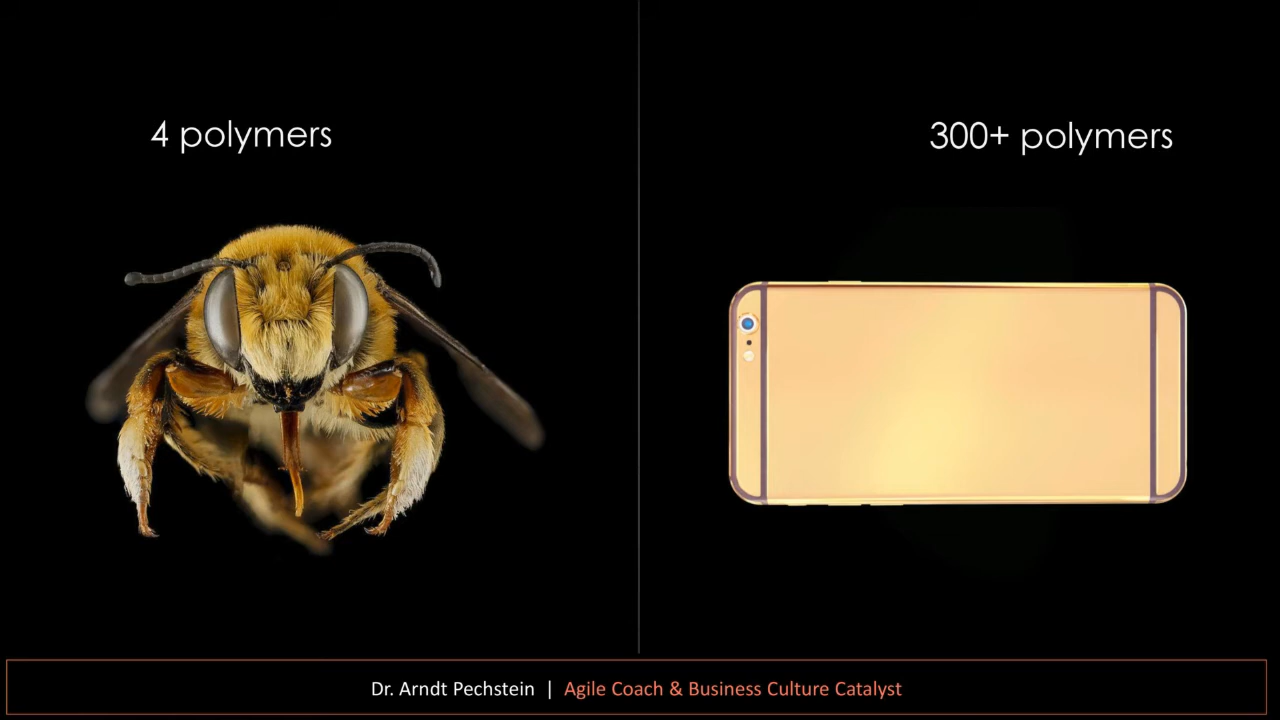 4 polymers
300+ polymers
Dr. Arndt Pechstein | Agile Coach & Business Culture Catalyst